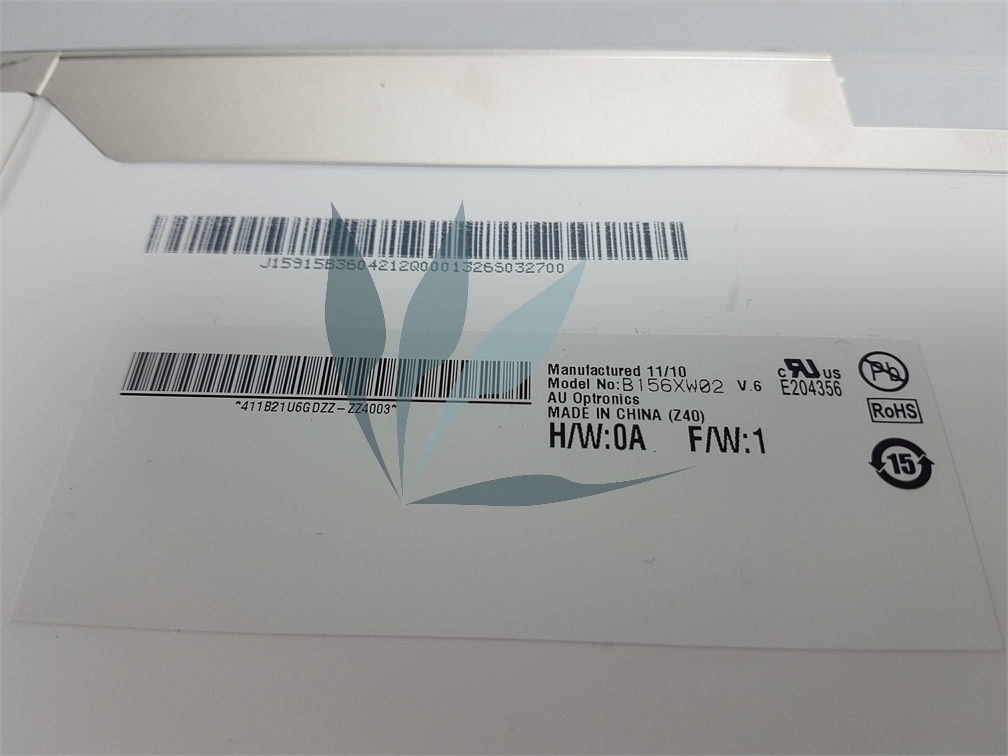 J15915B3604212Q0001326S032700
*411B21U6GDZZ-ZZ4003*
Manufactured 11/10
Model No:B156XW02 V.6
AU Optronics
MADE IN CHINA (Z40)
H/W:0A F/W:1
c RU US
E204356
Pb
RoHS
15